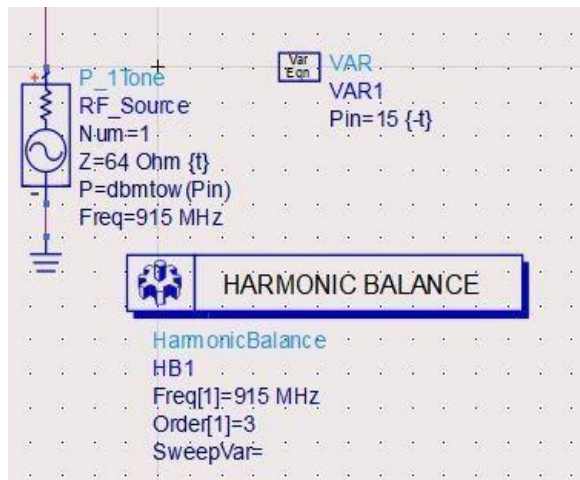 P_1Tone
RF_Source
Num=1
Z=64 Ohm {t}
P=dbmtow(Pin)
Freq=915 MHz
Var
Eqn
VAR
VAR1
Pin=15 {-t}
HARMONIC BALANCE
HarmonicBalance
HB1
Freq[1]=915 MHz
Order[1]=3
SweepVar=